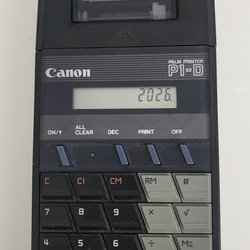 PALM PRINTER
Canon P1-D
2026.
ON/↑ ALL CLEAR DEC PRINT OFF
C CI CM RM #
7 8 9 × √
4 5 6 ÷ M=